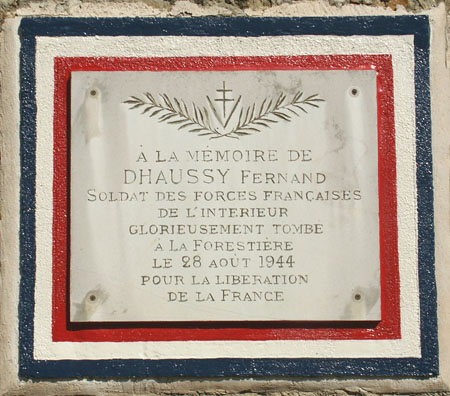 À LA MÉMOIRE DE
DHAUSSY FERNAND
SOLDAT DES FORCES FRANÇAISES
DE L'INTERIEUR
GLORIEUSEMENT TOMBE
À LA FORESTIÈRE
LE 28 AOUT 1944
POUR LA LIBERATION
DE LA FRANCE